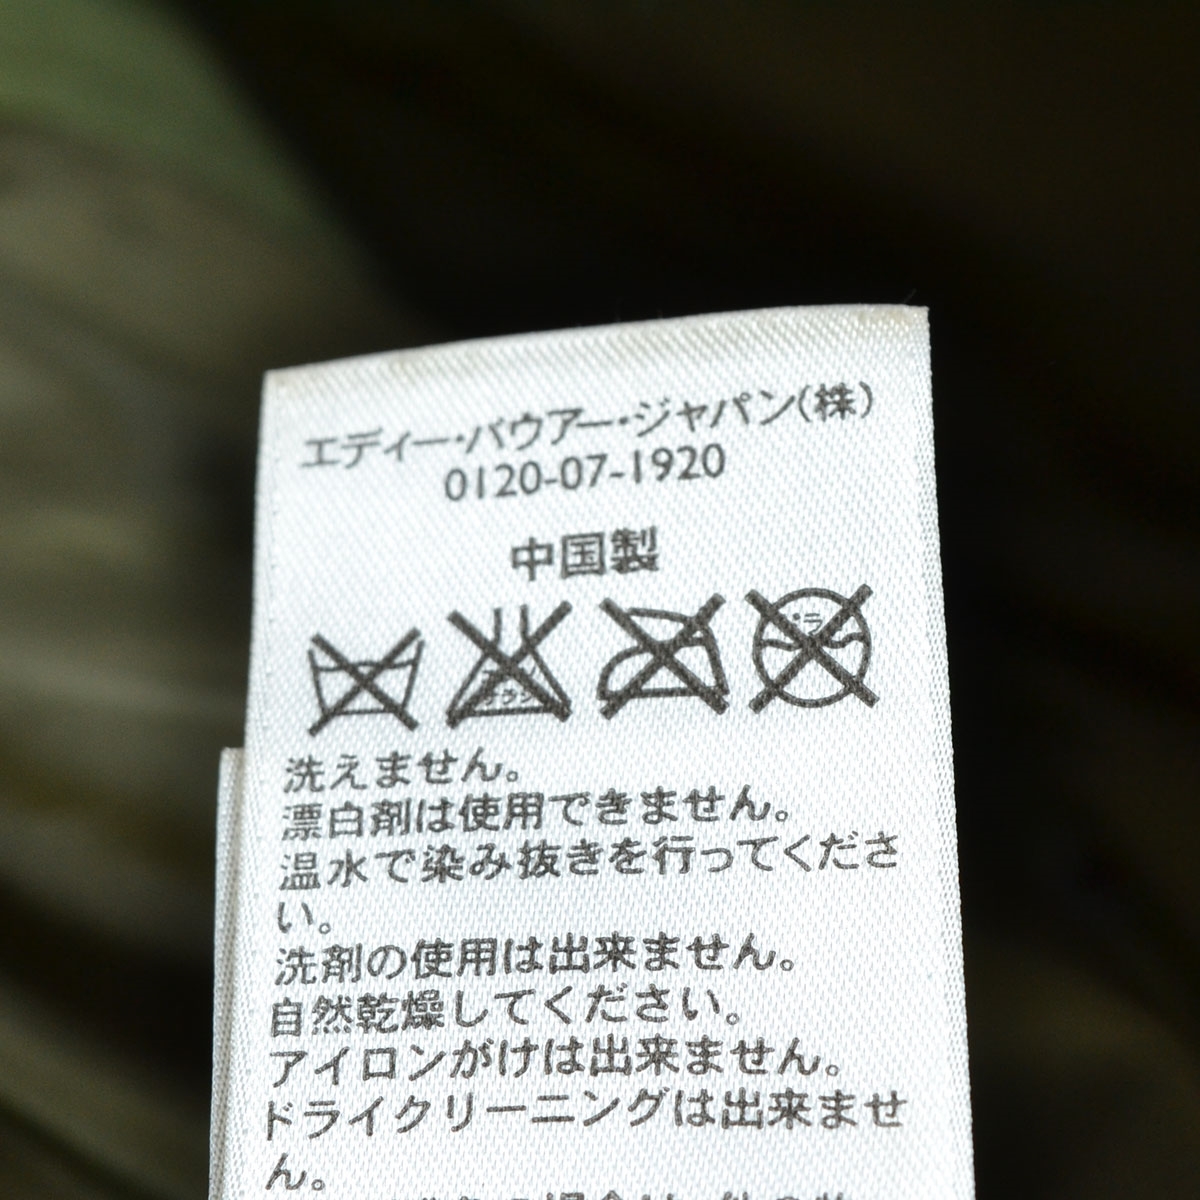 エディー・バウアー・ジャパン(株)
0120-07-1920
中国製
洗えません。
漂白剤は使用できません。
温水で染み抜きを行ってくださ
い。
洗剤の使用は出来ません。
自然乾燥してください。
アイロンがけは出来ません。
ドライクリーニングは出来ませ
ん。